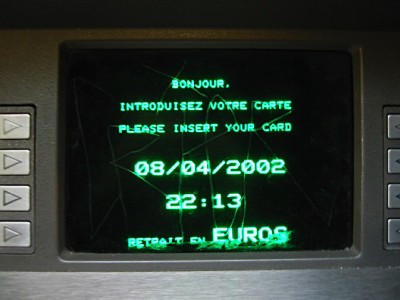 BONJOUR.
INTRODUISEZ VOTRE CARTE
PLEASE INSERT YOUR CARD
08/04/2002
22:13
RETRAIT EN EUROS